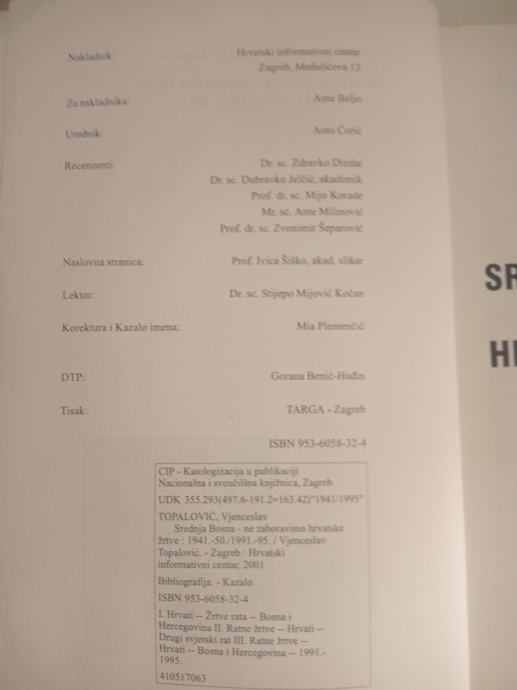 Nakladnik: Hrvatski informativni centar
Zagreb, Medulićeva 13
Za nakladnika: Ante Beljo
Urednik: Anto Ćorić
Recenzenti: Dr. sc. Zdravko Dizdar
Dr. sc. Dubravko Jelčić, akademik
Prof. dr. sc. Mijo Korade
Mr. sc. Ante Milinović
Prof. dr. sc. Zvonimir Šeparović
Naslovna stranica: Prof. Ivica Šiško, akad. slikar
Lektor: Dr. sc. Stijepo Mijović Kočan
Korektura i Kazalo imena: Mia Plemenčić
DTP: Gorana Benić-Huđin
Tisak: TARGA - Zagreb
ISBN 953-6058-32-4
CIP - Katologizacija u publikaciji
Nacionalna i sveučilišna knjižnica, Zagreb
UDK 355.293(497.6-191.2=163.42)"1941/1995"
TOPALOVIĆ, Vjenceslav
Srednja Bosna - ne zaboravimo hrvatske
žrtve : 1941.-50./1991.-95. / Vjenceslav
Topalović. - Zagreb : Hrvatski
informativni centar, 2001
Bibliografija. - Kazalo.
ISBN 953-6058-32-4
I. Hrvati -- Žrtve rata -- Bosna i
Hercegovina II. Ratne žrtve -- Hrvati --
Drugi svjetski rat III. Ratne žrtve --
Hrvati -- Bosna i Hercegovina -- 1991.-
1995.
410517063
SR